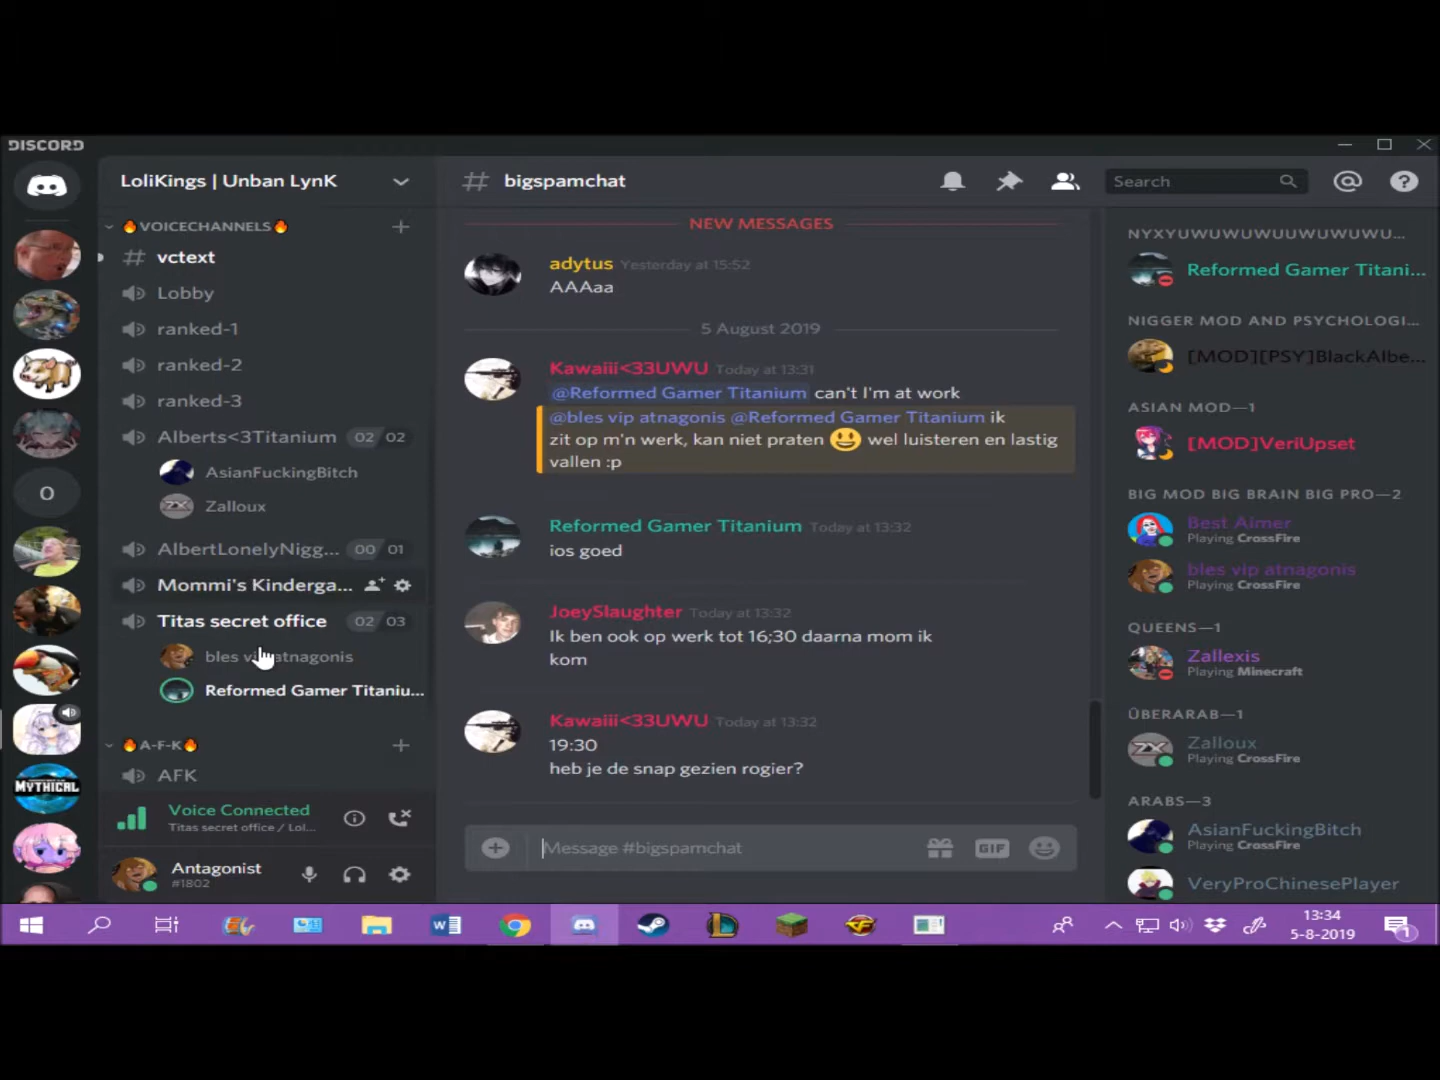 DISCORD
LoliKings | Unban LynK
# bigspamchat
Search
🔥VOICECHANNELS🔥
# vctext
Lobby
ranked-1
ranked-2
ranked-3
Alberts<3Titanium 02 02
AsianFuckingBitch
Zalloux
AlbertLonelyNigg... 00 01
Mommi's Kinderga...
Titas secret office 02 03
bles vip atnagonis
Reformed Gamer Titaniu...
🔥A-F-K🔥
AFK
Voice Connected
Titas secret office / Lol...
Antagonist
#1802
O
MYTHICAL
NEW MESSAGES
adytus Yesterday at 15:52
AAAaa
5 August 2019
Kawaiii<33UWU Today at 13:31
@Reformed Gamer Titanium can't I'm at work
@bles vip atnagonis @Reformed Gamer Titanium ik
zit op m'n werk, kan niet praten 😃 wel luisteren en lastig
vallen :p
Reformed Gamer Titanium Today at 13:32
ios goed
JoeySlaughter Today at 13:32
Ik ben ook op werk tot 16;30 daarna mom ik
kom
Kawaiii<33UWU Today at 13:32
19:30
heb je de snap gezien rogier?
Message #bigspamchat
GIF
NYXYUWUWUWUUWUWUWU...
Reformed Gamer Titani...
NIGGER MOD AND PSYCHOLOGI...
[MOD][PSY]BlackAlbe...
ASIAN MOD—1
[MOD]VeriUpset
BIG MOD BIG BRAIN BIG PRO—2
Best Aimer
Playing CrossFire
bles vip atnagonis
Playing CrossFire
QUEENS—1
Zallexis
Playing Minecraft
ÜBERARAB—1
Zalloux
Playing CrossFire
ARABS—3
AsianFuckingBitch
Playing CrossFire
VeryProChinesePlayer
13:34
5-8-2019
1